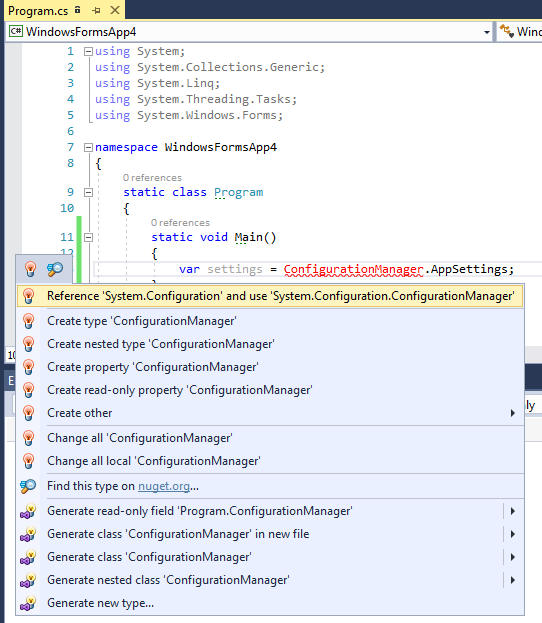 Program.cs
C# WindowsFormsApp4
Wind
1 using System;
2 using System.Collections.Generic;
3 using System.Linq;
4 using System.Threading.Tasks;
5 using System.Windows.Forms;
6
7 namespace WindowsFormsApp4
8 {
0 references
9 static class Program
10 {
0 references
11 static void Main()
12 {
var settings = ConfigurationManager.AppSettings;
Reference 'System.Configuration' and use 'System.Configuration.ConfigurationManager'
Create type 'ConfigurationManager'
Create nested type 'ConfigurationManager'
Create property 'ConfigurationManager'
Create read-only property 'ConfigurationManager'
Create other
Change all 'ConfigurationManager'
Change all local 'ConfigurationManager'
Find this type on nuget.org...
Generate read-only field 'Program.ConfigurationManager'
Generate class 'ConfigurationManager' in new file
Generate class 'ConfigurationManager'
Generate nested class 'ConfigurationManager'
Generate new type...